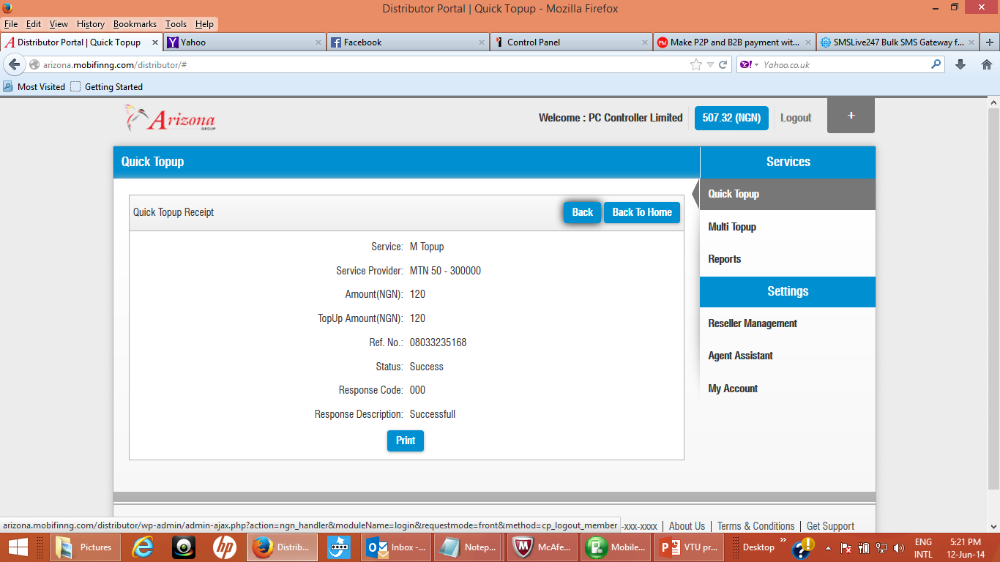 Distributor Portal | Quick Topup - Mozilla Firefox
File Edit View History Bookmarks Tools Help
Distributor Portal | Quick Topup
Yahoo
Facebook
Control Panel
Make P2P and B2B payment wit...
SMSLive247 Bulk SMS Gateway f...
arizona.mobifinng.com/distributor/#
Yahoo.co.uk
Most Visited
Getting Started
Arizona
GROUP
Welcome : PC Controller Limited
507.32 (NGN)
Logout
+
Quick Topup
Services
Quick Topup
Multi Topup
Reports
Settings
Reseller Management
Agent Assistant
My Account
Quick Topup Receipt
Back
Back To Home
Service: M Topup
Service Provider: MTN 50 - 300000
Amount(NGN): 120
TopUp Amount(NGN): 120
Ref. No.: 08033235168
Status: Success
Response Code: 000
Response Description: Successfull
Print
arizona.mobifinng.com/distributor/wp-admin/admin-ajax.php?action=ngn_handler&moduleName=login&requestmode=front&method=cp_logout_member
-xxx-xxxx | About Us | Terms & Conditions | Get Support
Pictures
Distrib...
Inbox -...
Notep...
McAfe...
Mobile...
VTU pr...
Desktop
ENG
INTL
5:21 PM
12-Jun-14